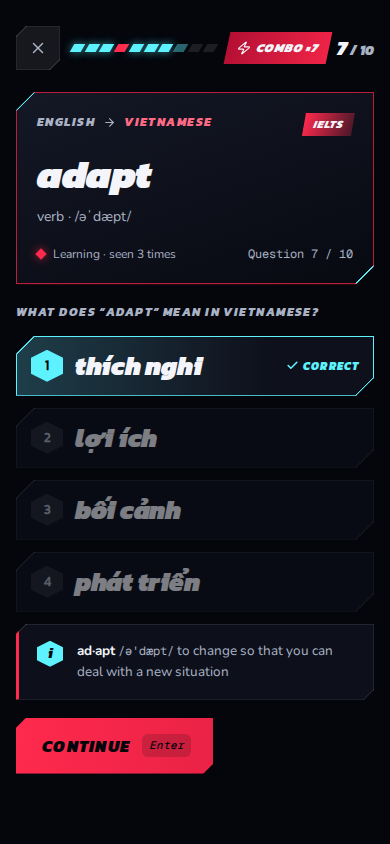 COMBO ×7
7 / 10
ENGLISH → VIETNAMESE
IELTS
adapt
verb · /əˈdæpt/
Learning · seen 3 times
Question 7 / 10
WHAT DOES "ADAPT" MEAN IN VIETNAMESE?
1 thích nghi
CORRECT
2 lợi ích
3 bối cảnh
4 phát triển
i ad·apt /əˈdæpt/ to change so that you can
deal with a new situation
CONTINUE Enter